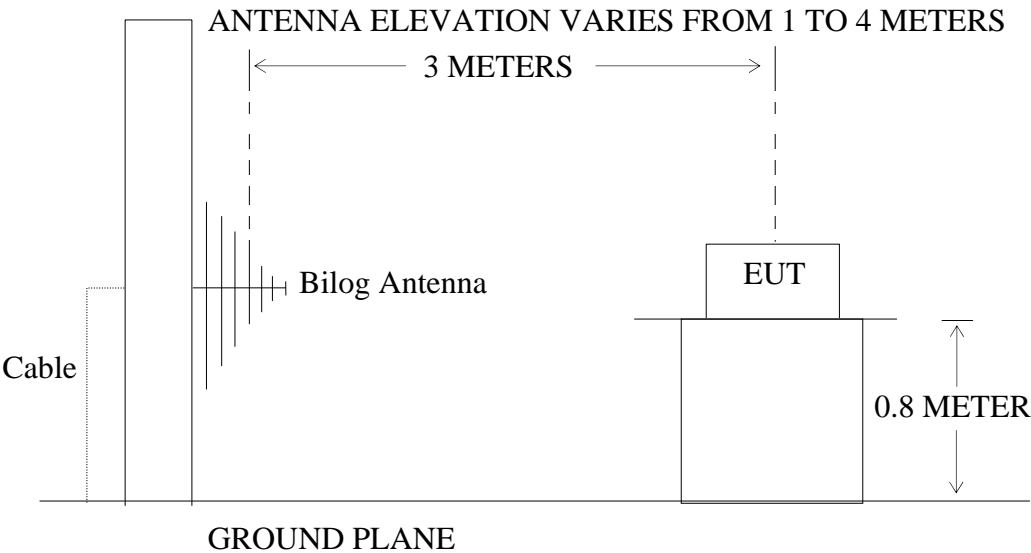 ANTENNA ELEVATION VARIES FROM 1 TO 4 METERS
3 METERS
EUT
Bilog Antenna
Cable
0.8 METER
GROUND PLANE